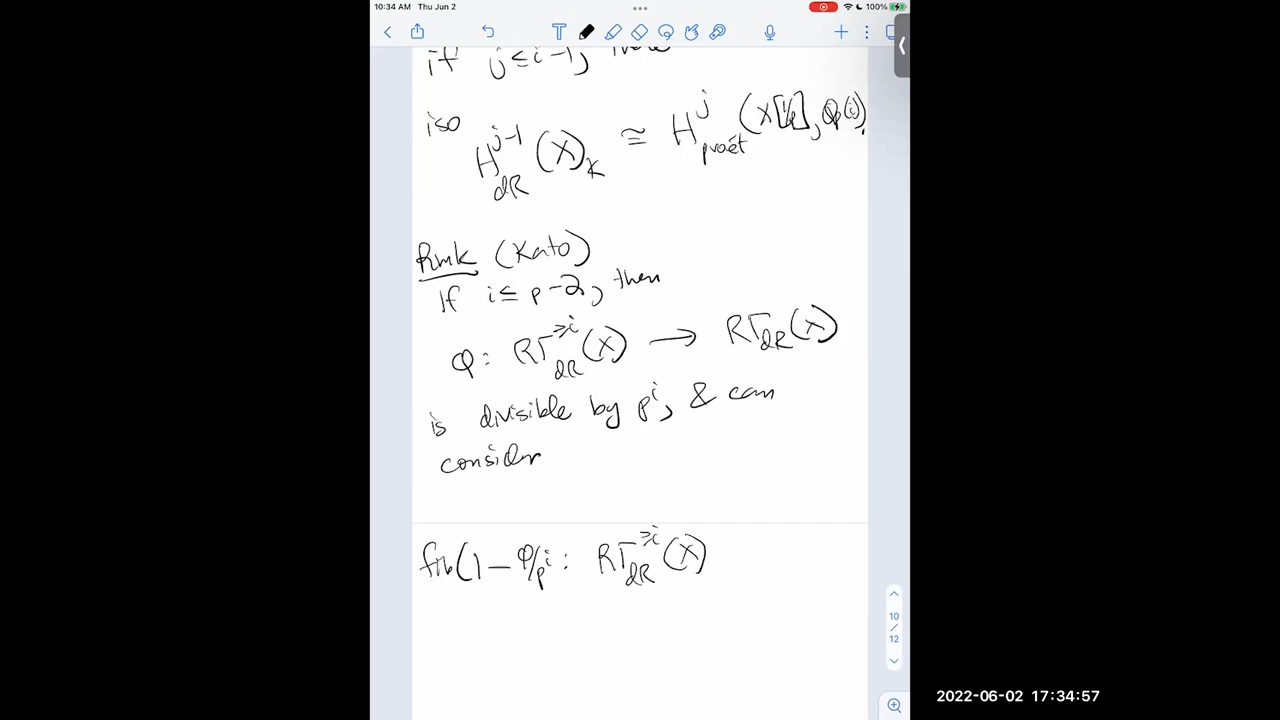 10:34 AM Thu Jun 2
100%
if j ≤ i-1,
iso H^{j-1}_{dR}(X)_K ≅ H^j_{proét}(X[1/p], Q_p(i)).
Rmk (Kato)
If i ≤ p-2, then
φ: RΓ^{≥i}_{dR}(X) → RΓ_{dR}(X)
is divisible by p^i, & can
consider
fib(1 - φ/p^i : RΓ^{≥i}_{dR}(X)
10
/
12
2022-06-02 17:34:57